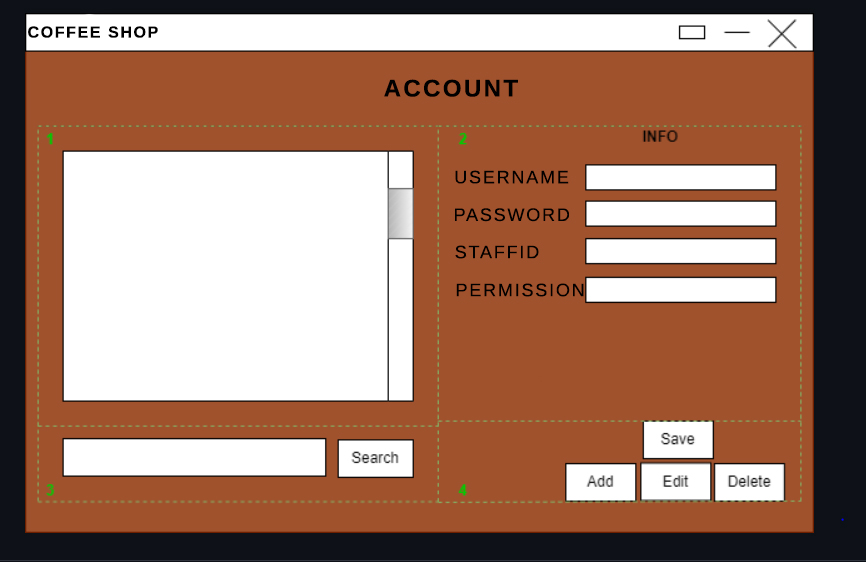 COFFEE SHOP
ACCOUNT
1
2
INFO
USERNAME
PASSWORD
STAFFID
PERMISSION
Search
3
Save
4
Add
Edit
Delete